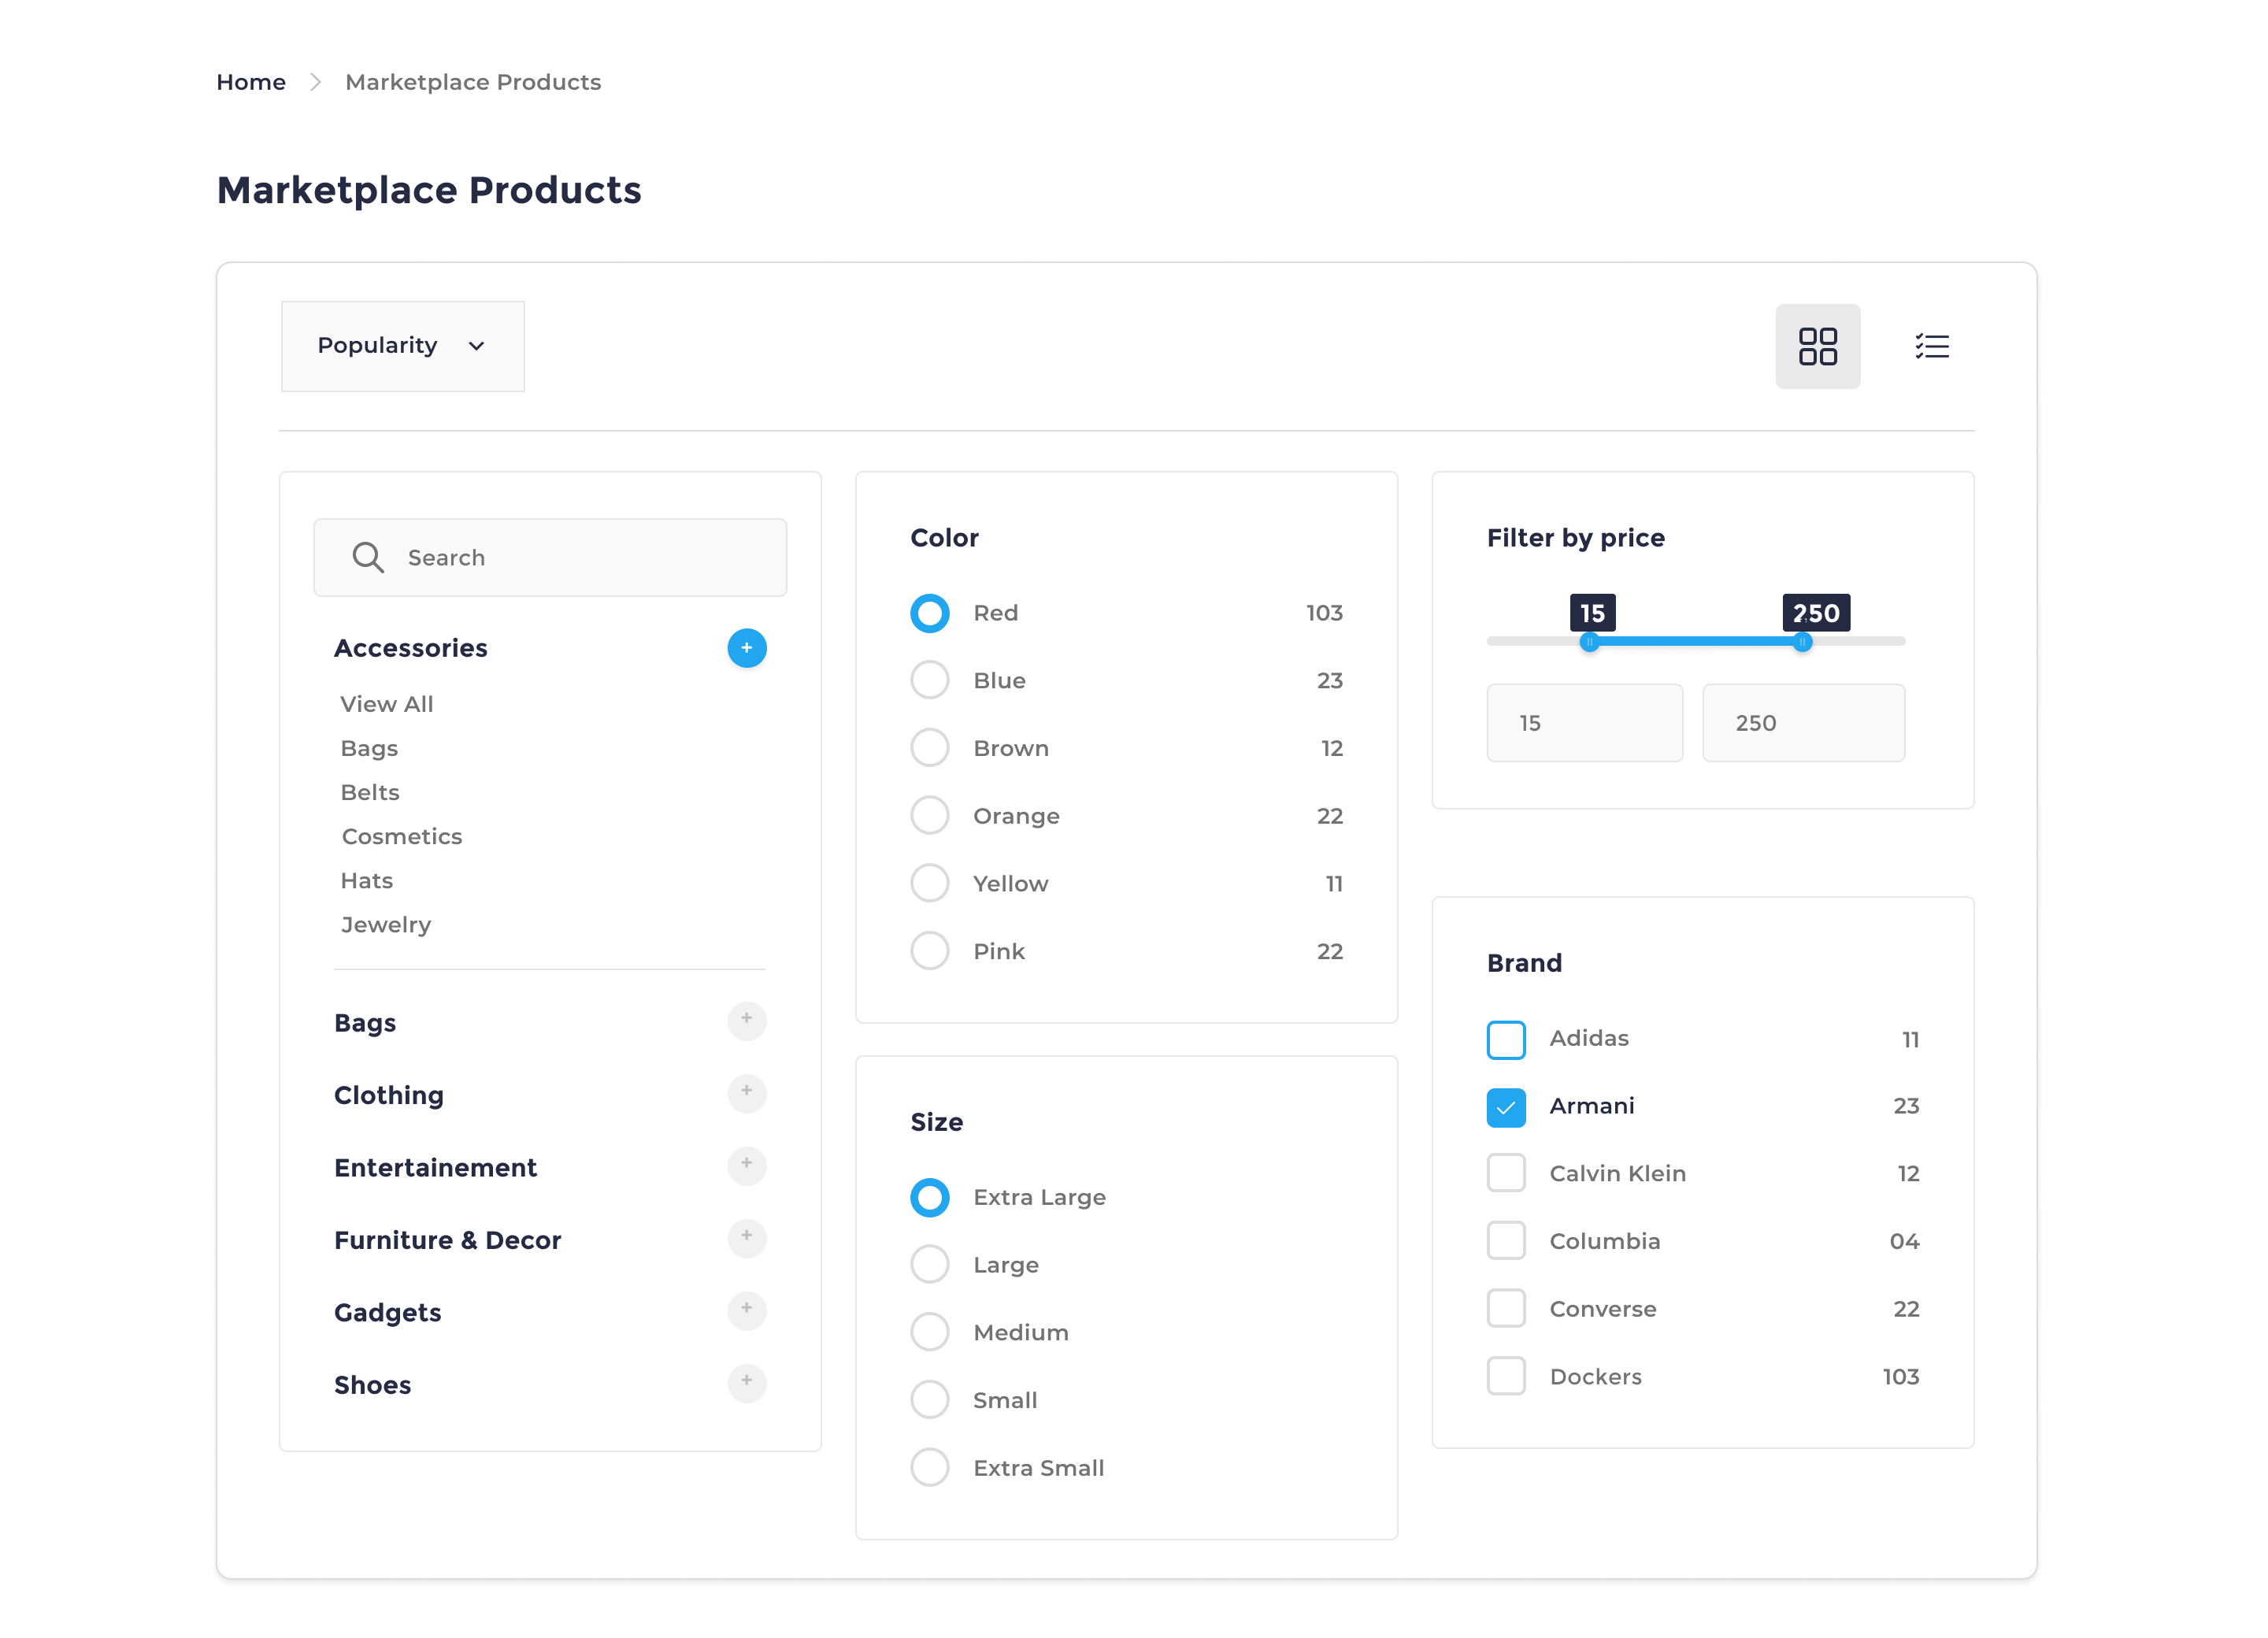 Home
Marketplace Products
Marketplace Products
Popularity
Search
Accessories
View All
Bags
Belts
Cosmetics
Hats
Jewelry
Bags
Clothing
Entertainement
Furniture & Decor
Gadgets
Shoes
Color
Red 103
Blue 23
Brown 12
Orange 22
Yellow 11
Pink 22
Size
Extra Large
Large
Medium
Small
Extra Small
Filter by price
15 250
15 250
Brand
Adidas 11
Armani 23
Calvin Klein 12
Columbia 04
Converse 22
Dockers 103